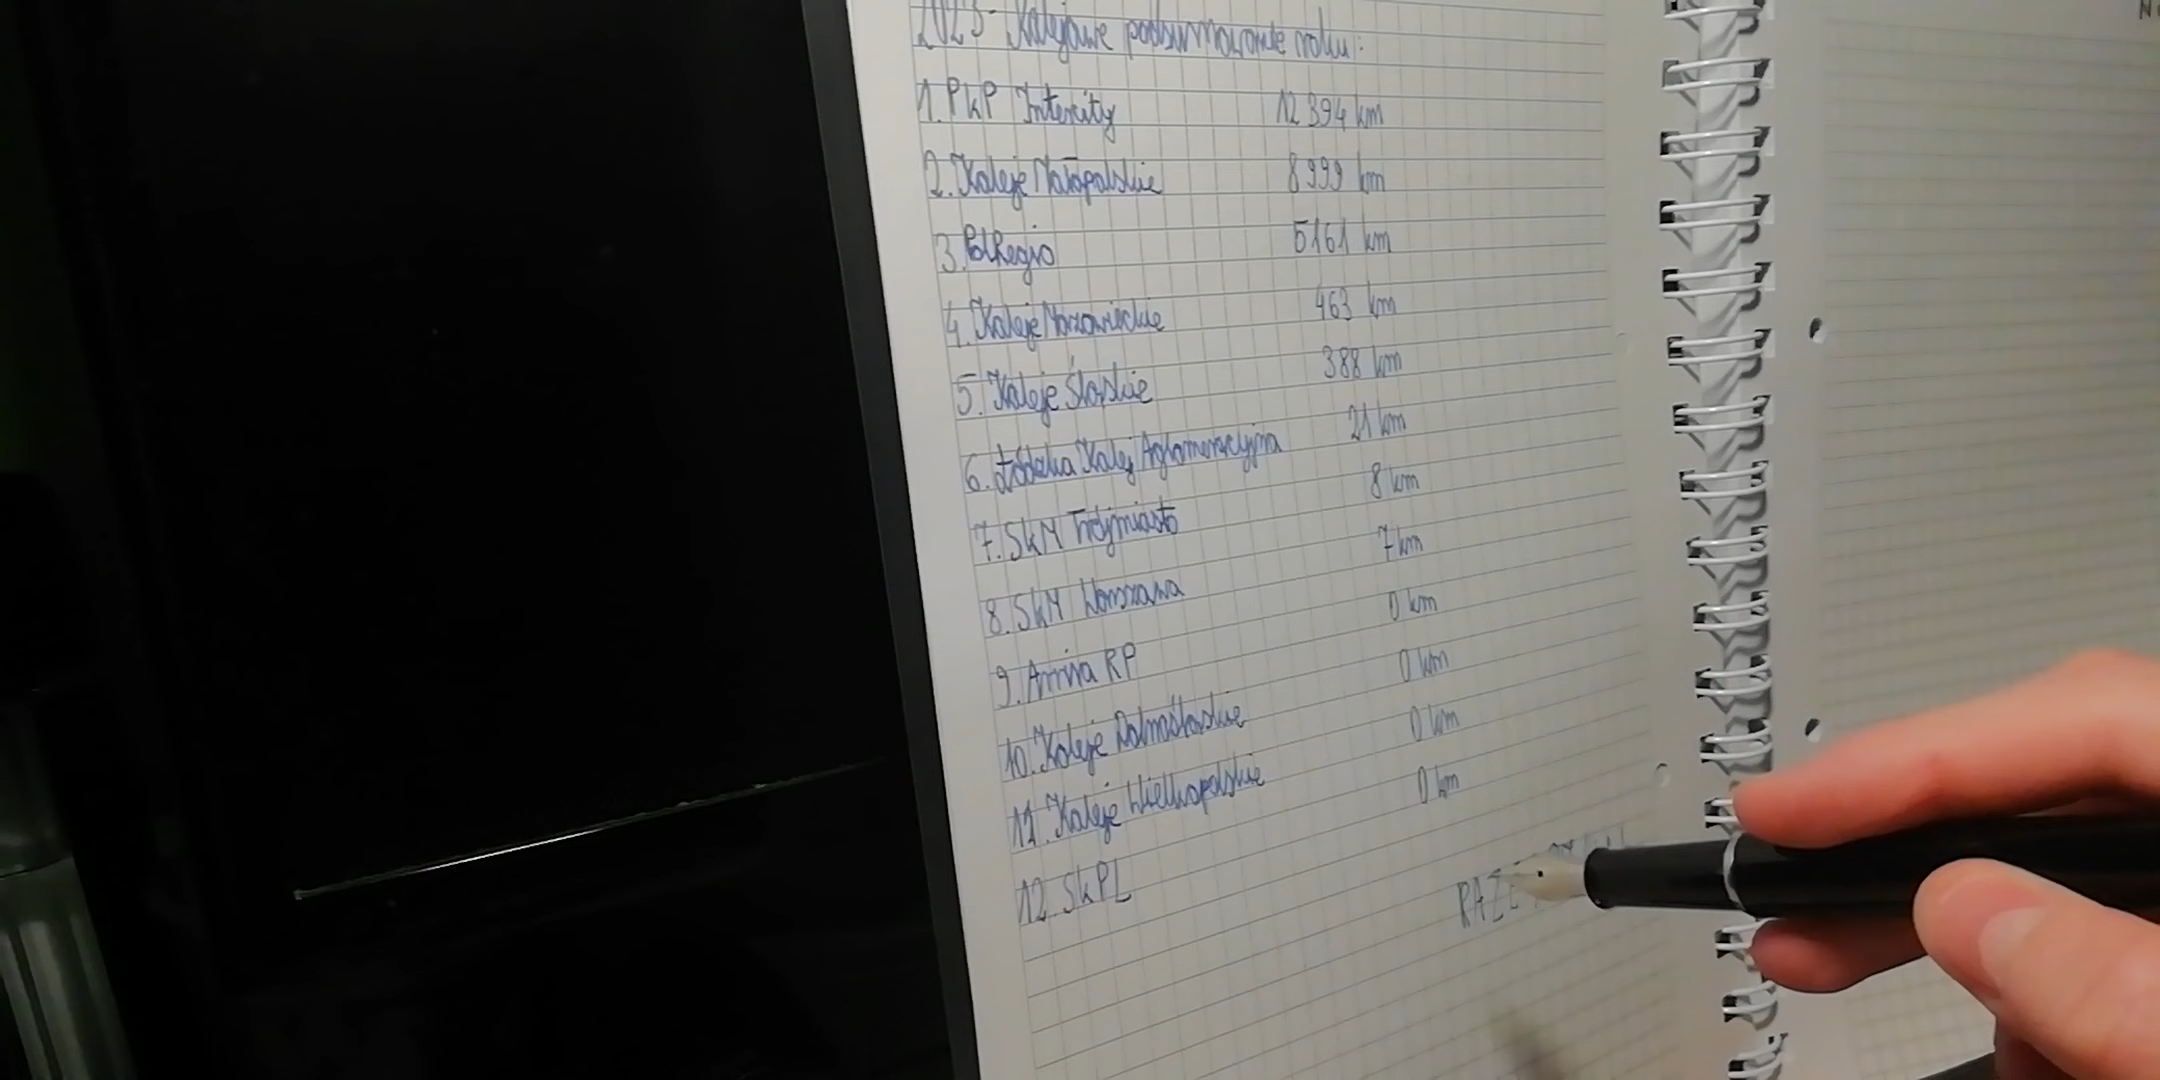 2023 - Kolejowe podsumowanie roku:
1. PKP Intercity 12 394 km
2. Koleje Małopolskie 8 999 km
3. PolRegio 5161 km
4. Koleje Mazowieckie 463 km
5. Koleje Śląskie 388 km
6. Łódzka Kolej Aglomeracyjna 21 km
7. SKM Trójmiasto 8 km
8. SKM Warszawa 7 km
9. Arriva RP 0 km
10. Koleje Dolnośląskie 0 km
11. Koleje Wielkopolskie 0 km
12. SKPL 0 km